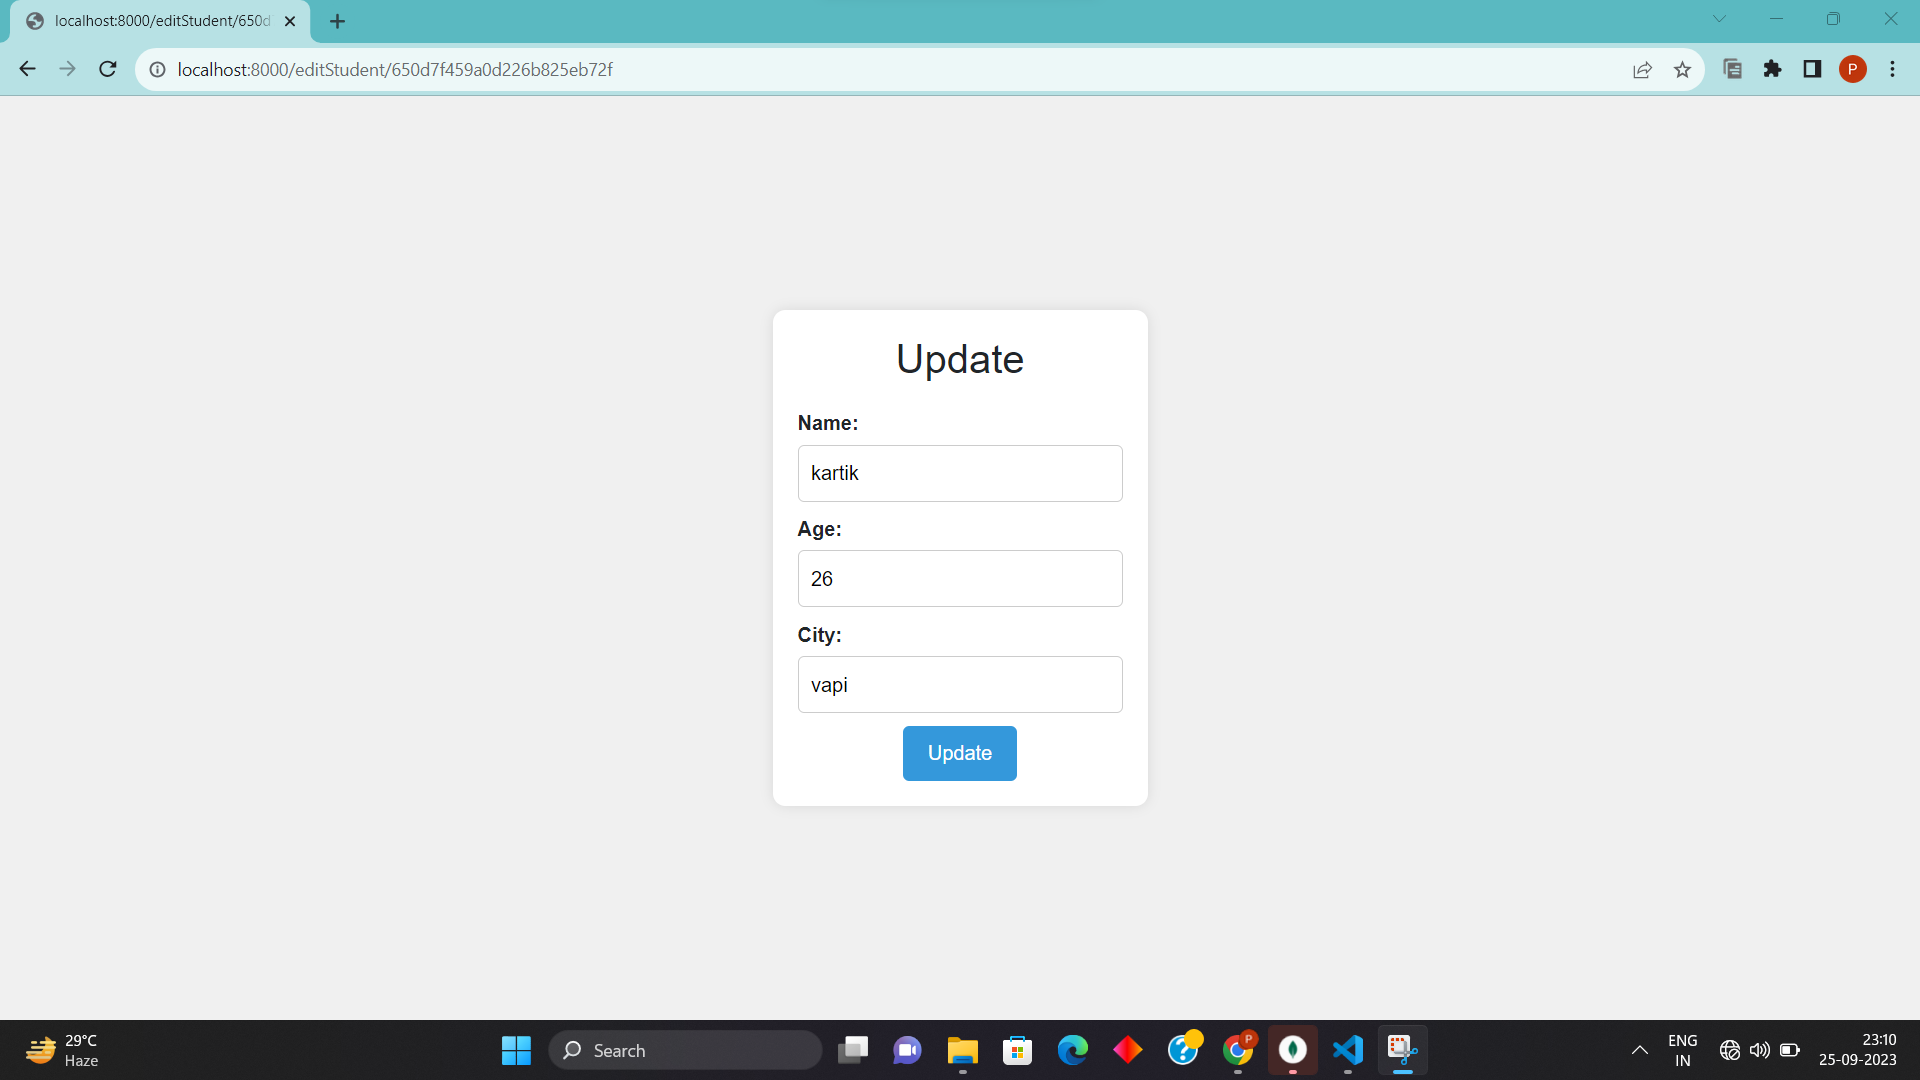 localhost:8000/editStudent/650d
localhost:8000/editStudent/650d7f459a0d226b825eb72f
P
Update
Name:
kartik
Age:
26
City:
vapi
Update
29°C
Haze
Search
P
ENG
IN
23:10
25-09-2023